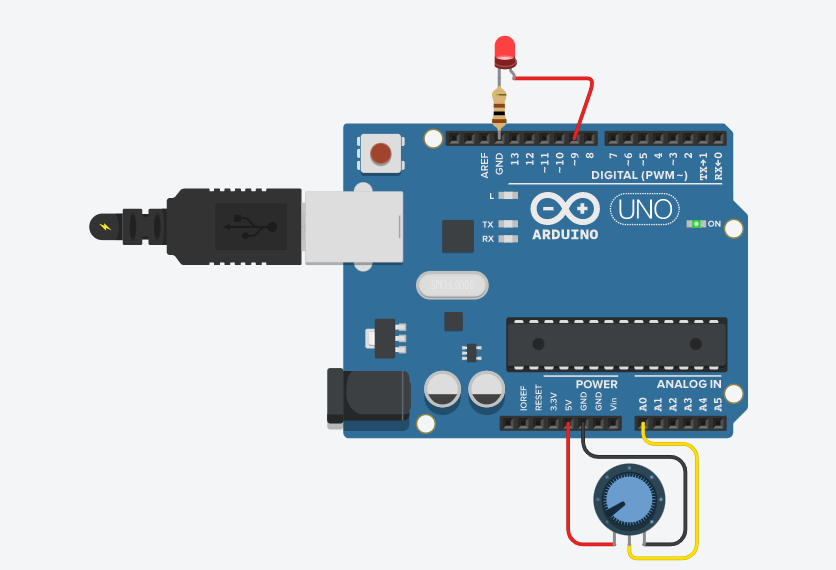 AREF
GND
13
12
~11
~10
~9
8
7
~6
~5
4
~3
2
TX→1
RX←0
DIGITAL (PWM~)
L
TX
RX
ARDUINO
UNO
ON
POWER
ANALOG IN
IOREF
RESET
3.3V
5V
GND
GND
Vin
A0
A1
A2
A3
A4
A5